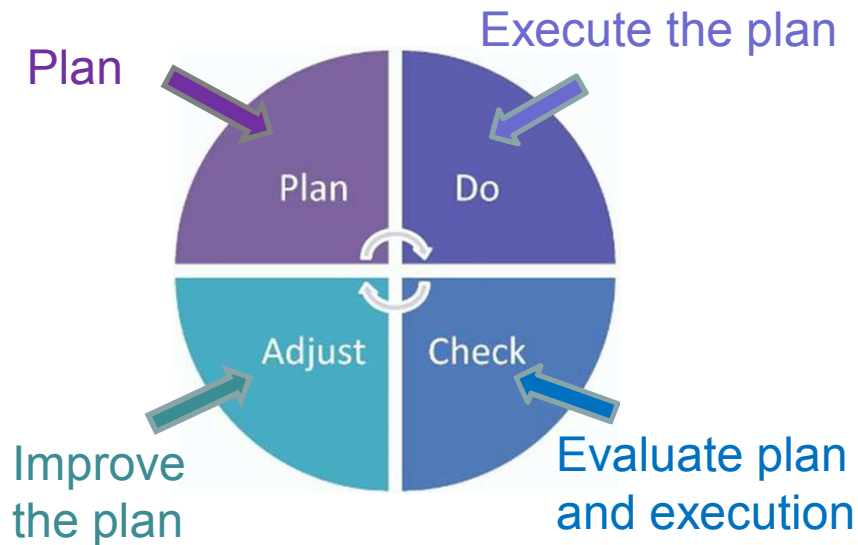 Execute the plan
Plan
Plan
Do
Adjust
Check
Improve
the plan
Evaluate plan
and execution